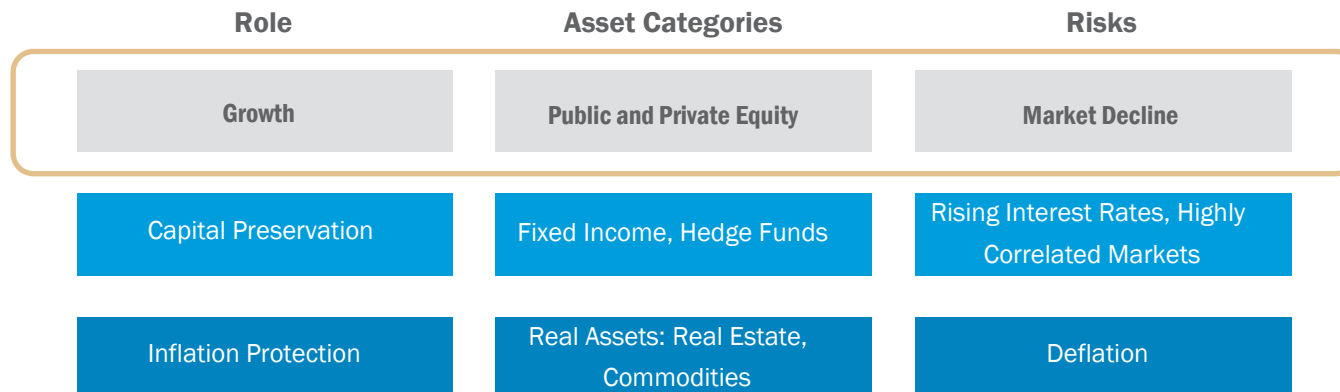 Role Asset Categories Risks
Growth Public and Private Equity Market Decline
Capital Preservation Fixed Income, Hedge Funds Rising Interest Rates, Highly
Correlated Markets
Inflation Protection Real Assets: Real Estate,
Commodities Deflation